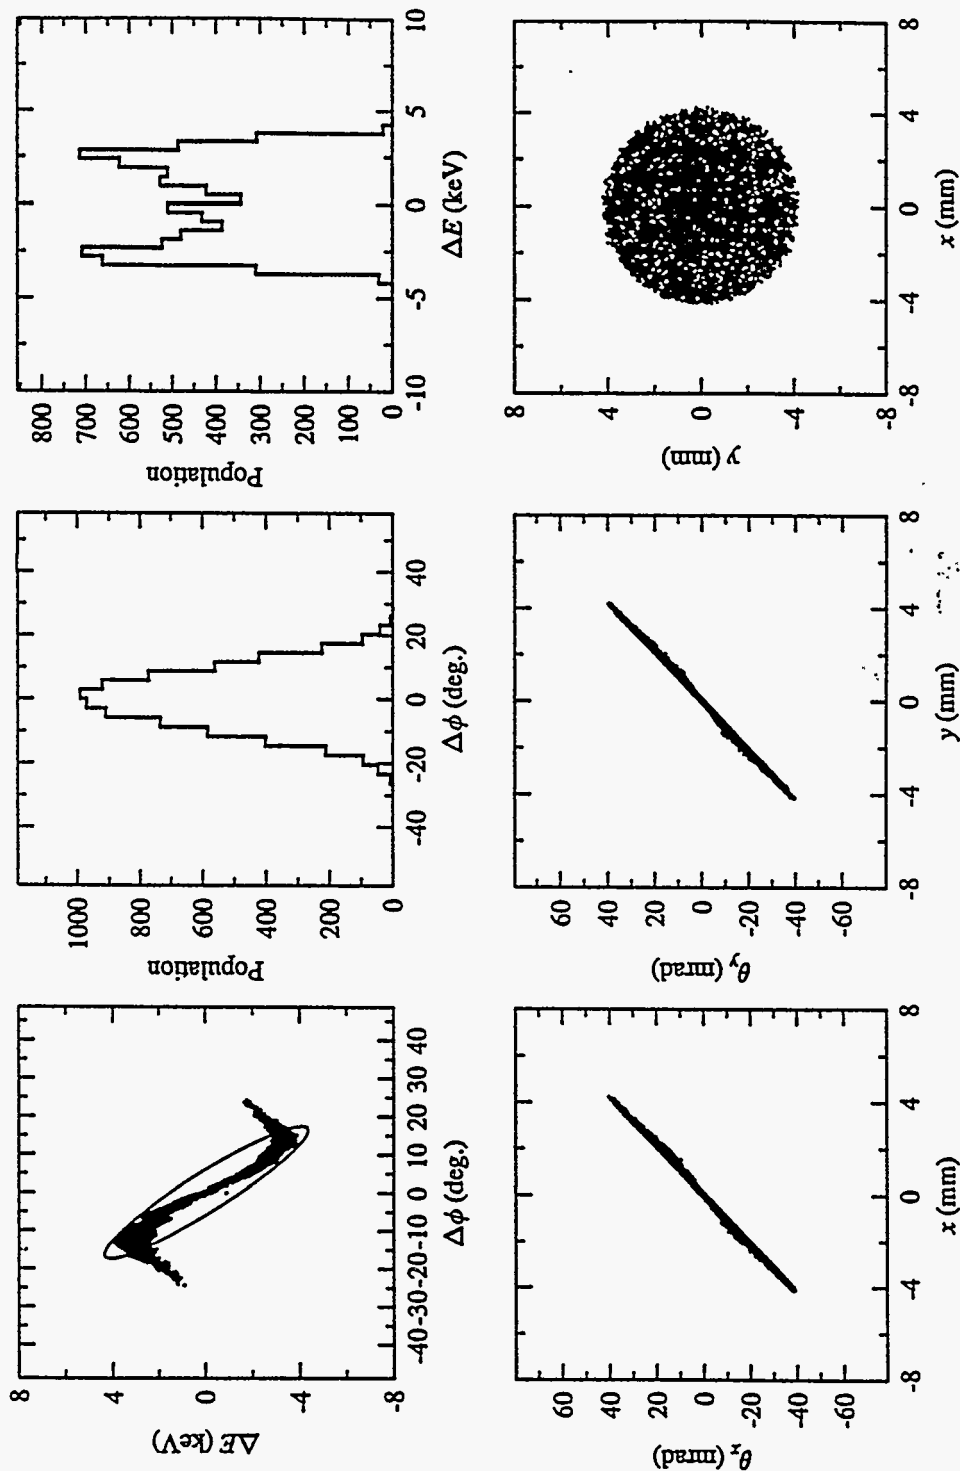 ΔE (keV)
8
4
0
-4
-8
-40 -30 -20 -10 0 10 20 30 40
Δϕ (deg.)
Population
1000
800
600
400
200
0
-40 -20 0 20 40
Δϕ (deg.)
Population
800
700
600
500
400
300
200
100
0
-10 -5 0 5 10
ΔE (keV)
θx (mrad)
60
40
20
0
-20
-40
-60
-8 -4 0 4 8
x (mm)
θy (mrad)
60
40
20
0
-20
-40
-60
-8 -4 0 4 8
y (mm)
y (mm)
8
4
0
-4
-8
-8 -4 0 4 8
x (mm)